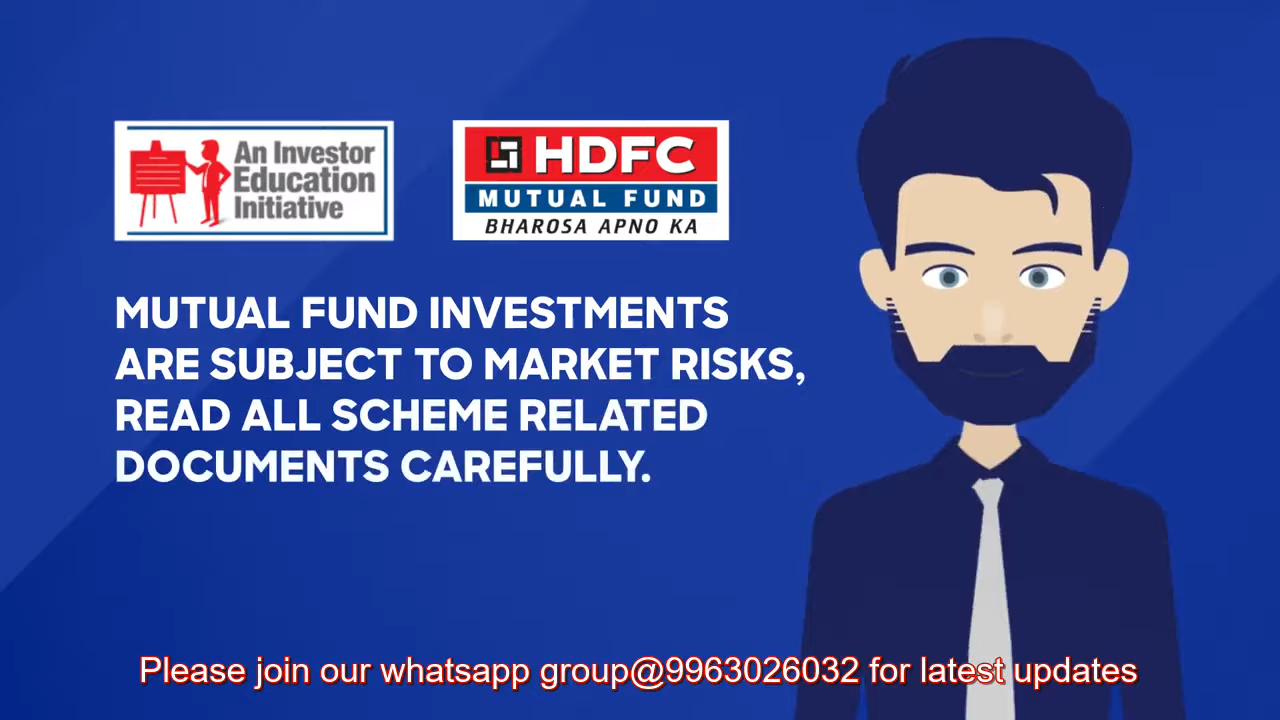 An Investor
Education
Initiative
HDFC
MUTUAL FUND
BHAROSA APNO KA
MUTUAL FUND INVESTMENTS
ARE SUBJECT TO MARKET RISKS,
READ ALL SCHEME RELATED
DOCUMENTS CAREFULLY.
Please join our whatsapp group@9963026032 for latest updates